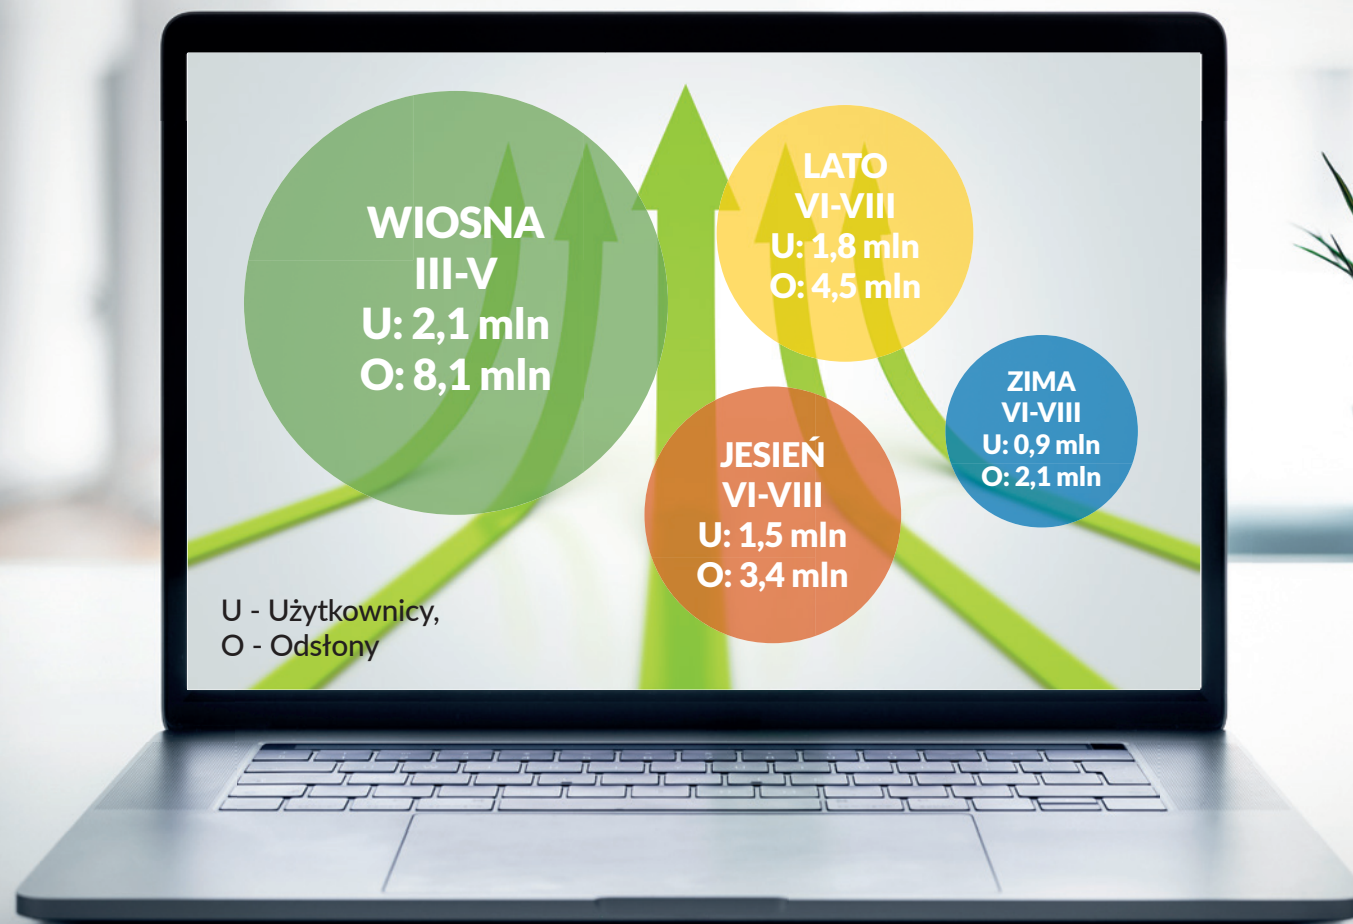 WIOSNA
III-V
U: 2,1 mln
O: 8,1 mln
LATO
VI-VIII
U: 1,8 mln
O: 4,5 mln
ZIMA
VI-VIII
U: 0,9 mln
O: 2,1 mln
JESIEŃ
VI-VIII
U: 1,5 mln
O: 3,4 mln
U - Użytkownicy,
O - Odsłony